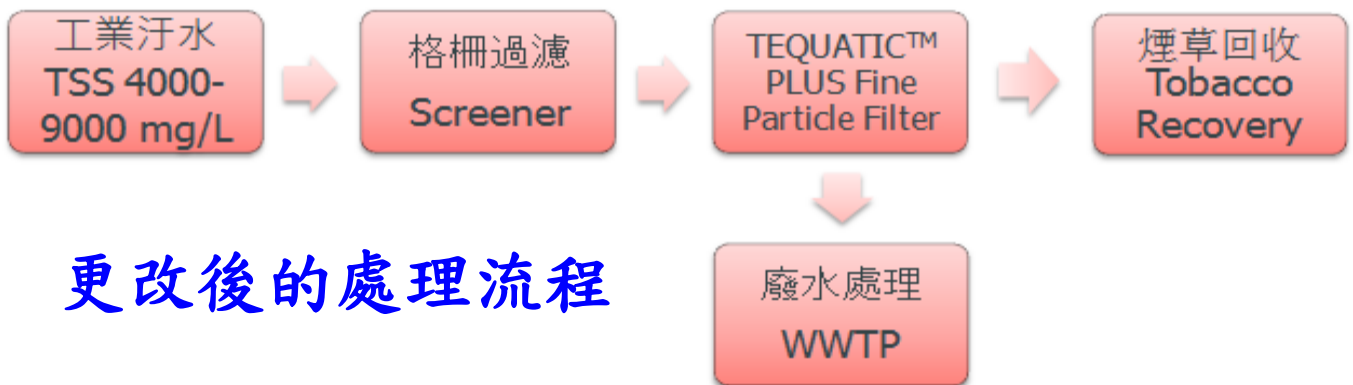 工業汙水
TSS 4000-
9000 mg/L
格柵過濾
Screener
TEQUATIC™
PLUS Fine
Particle Filter
煙草回收
Tobacco
Recovery
更改後的處理流程
廢水處理
WWTP